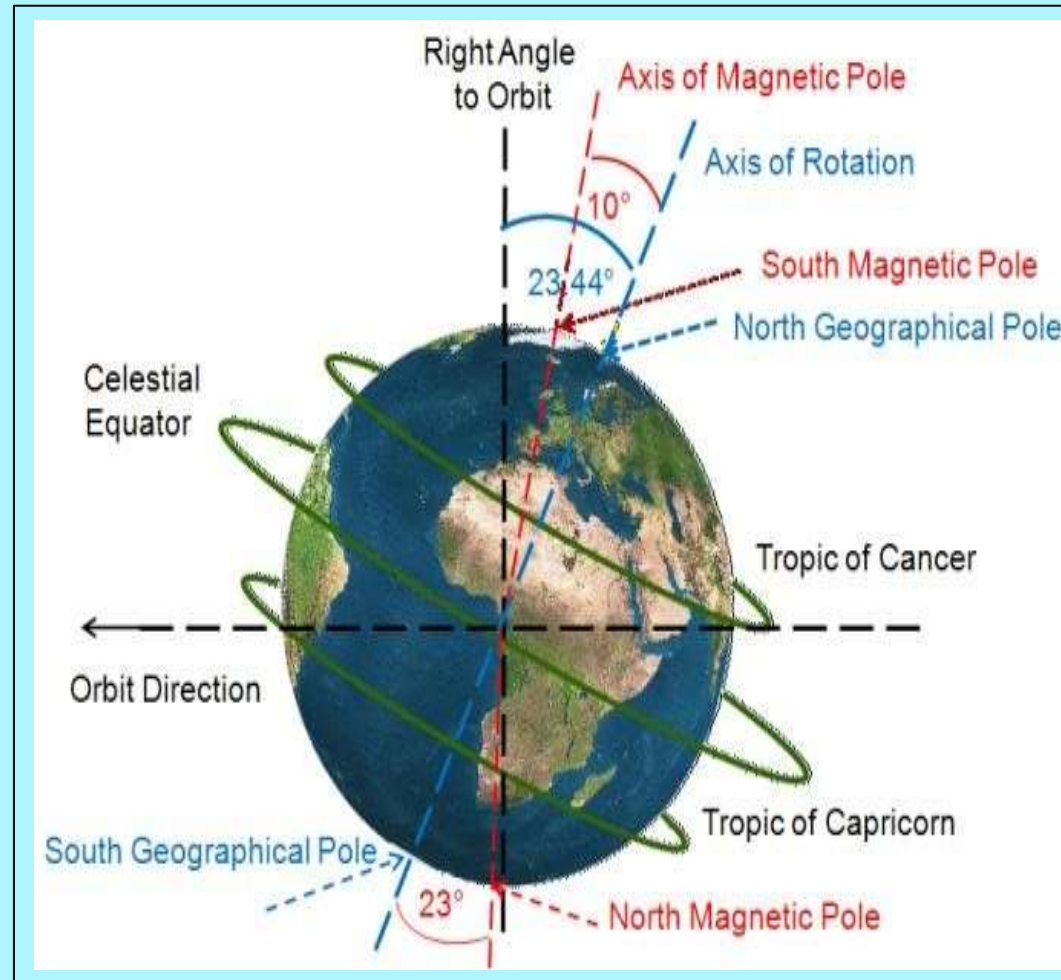 Right Angle
to Orbit
Axis of Magnetic Pole
Axis of Rotation
10°
23.44°
South Magnetic Pole
North Geographical Pole
Celestial
Equator
Tropic of Cancer
Orbit Direction
Tropic of Capricorn
South Geographical Pole
23°
North Magnetic Pole